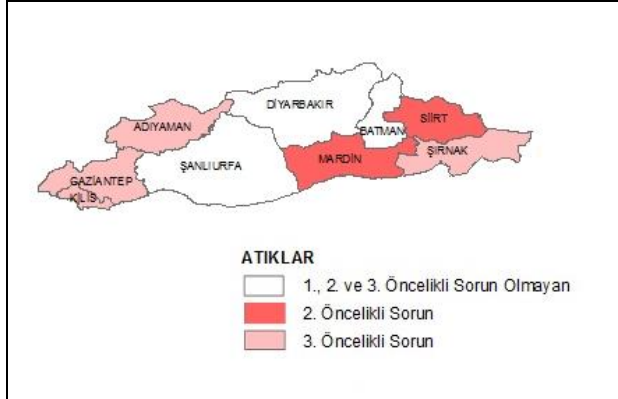 DİYARBAKIR
SİİRT
ADIYAMAN
BATMAN
ŞIRNAK
MARDİN
ŞANLIURFA
GAZİANTEP
KİLİS
ATIKLAR
1., 2. ve 3. Öncelikli Sorun Olmayan
2. Öncelikli Sorun
3. Öncelikli Sorun